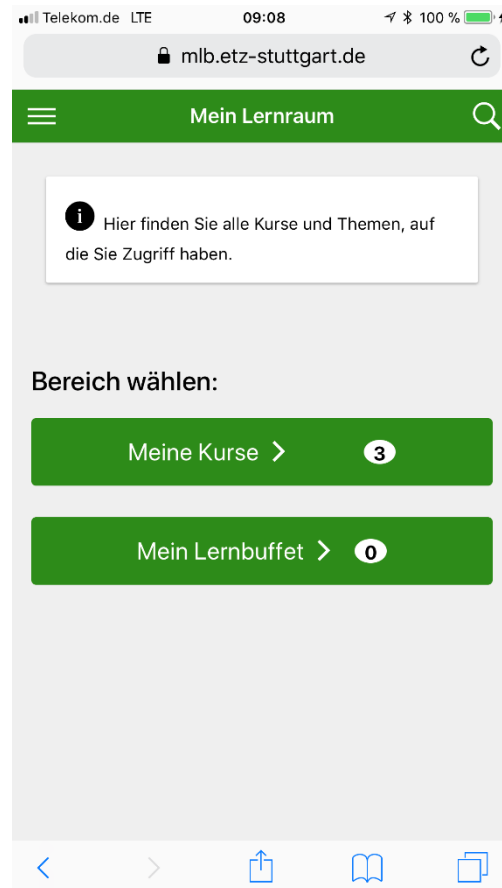 Telekom.de LTE 09:08 100 %
mlb.etz-stuttgart.de
Mein Lernraum
i Hier finden Sie alle Kurse und Themen, auf
die Sie Zugriff haben.
Bereich wählen:
Meine Kurse 3
Mein Lernbuffet 0